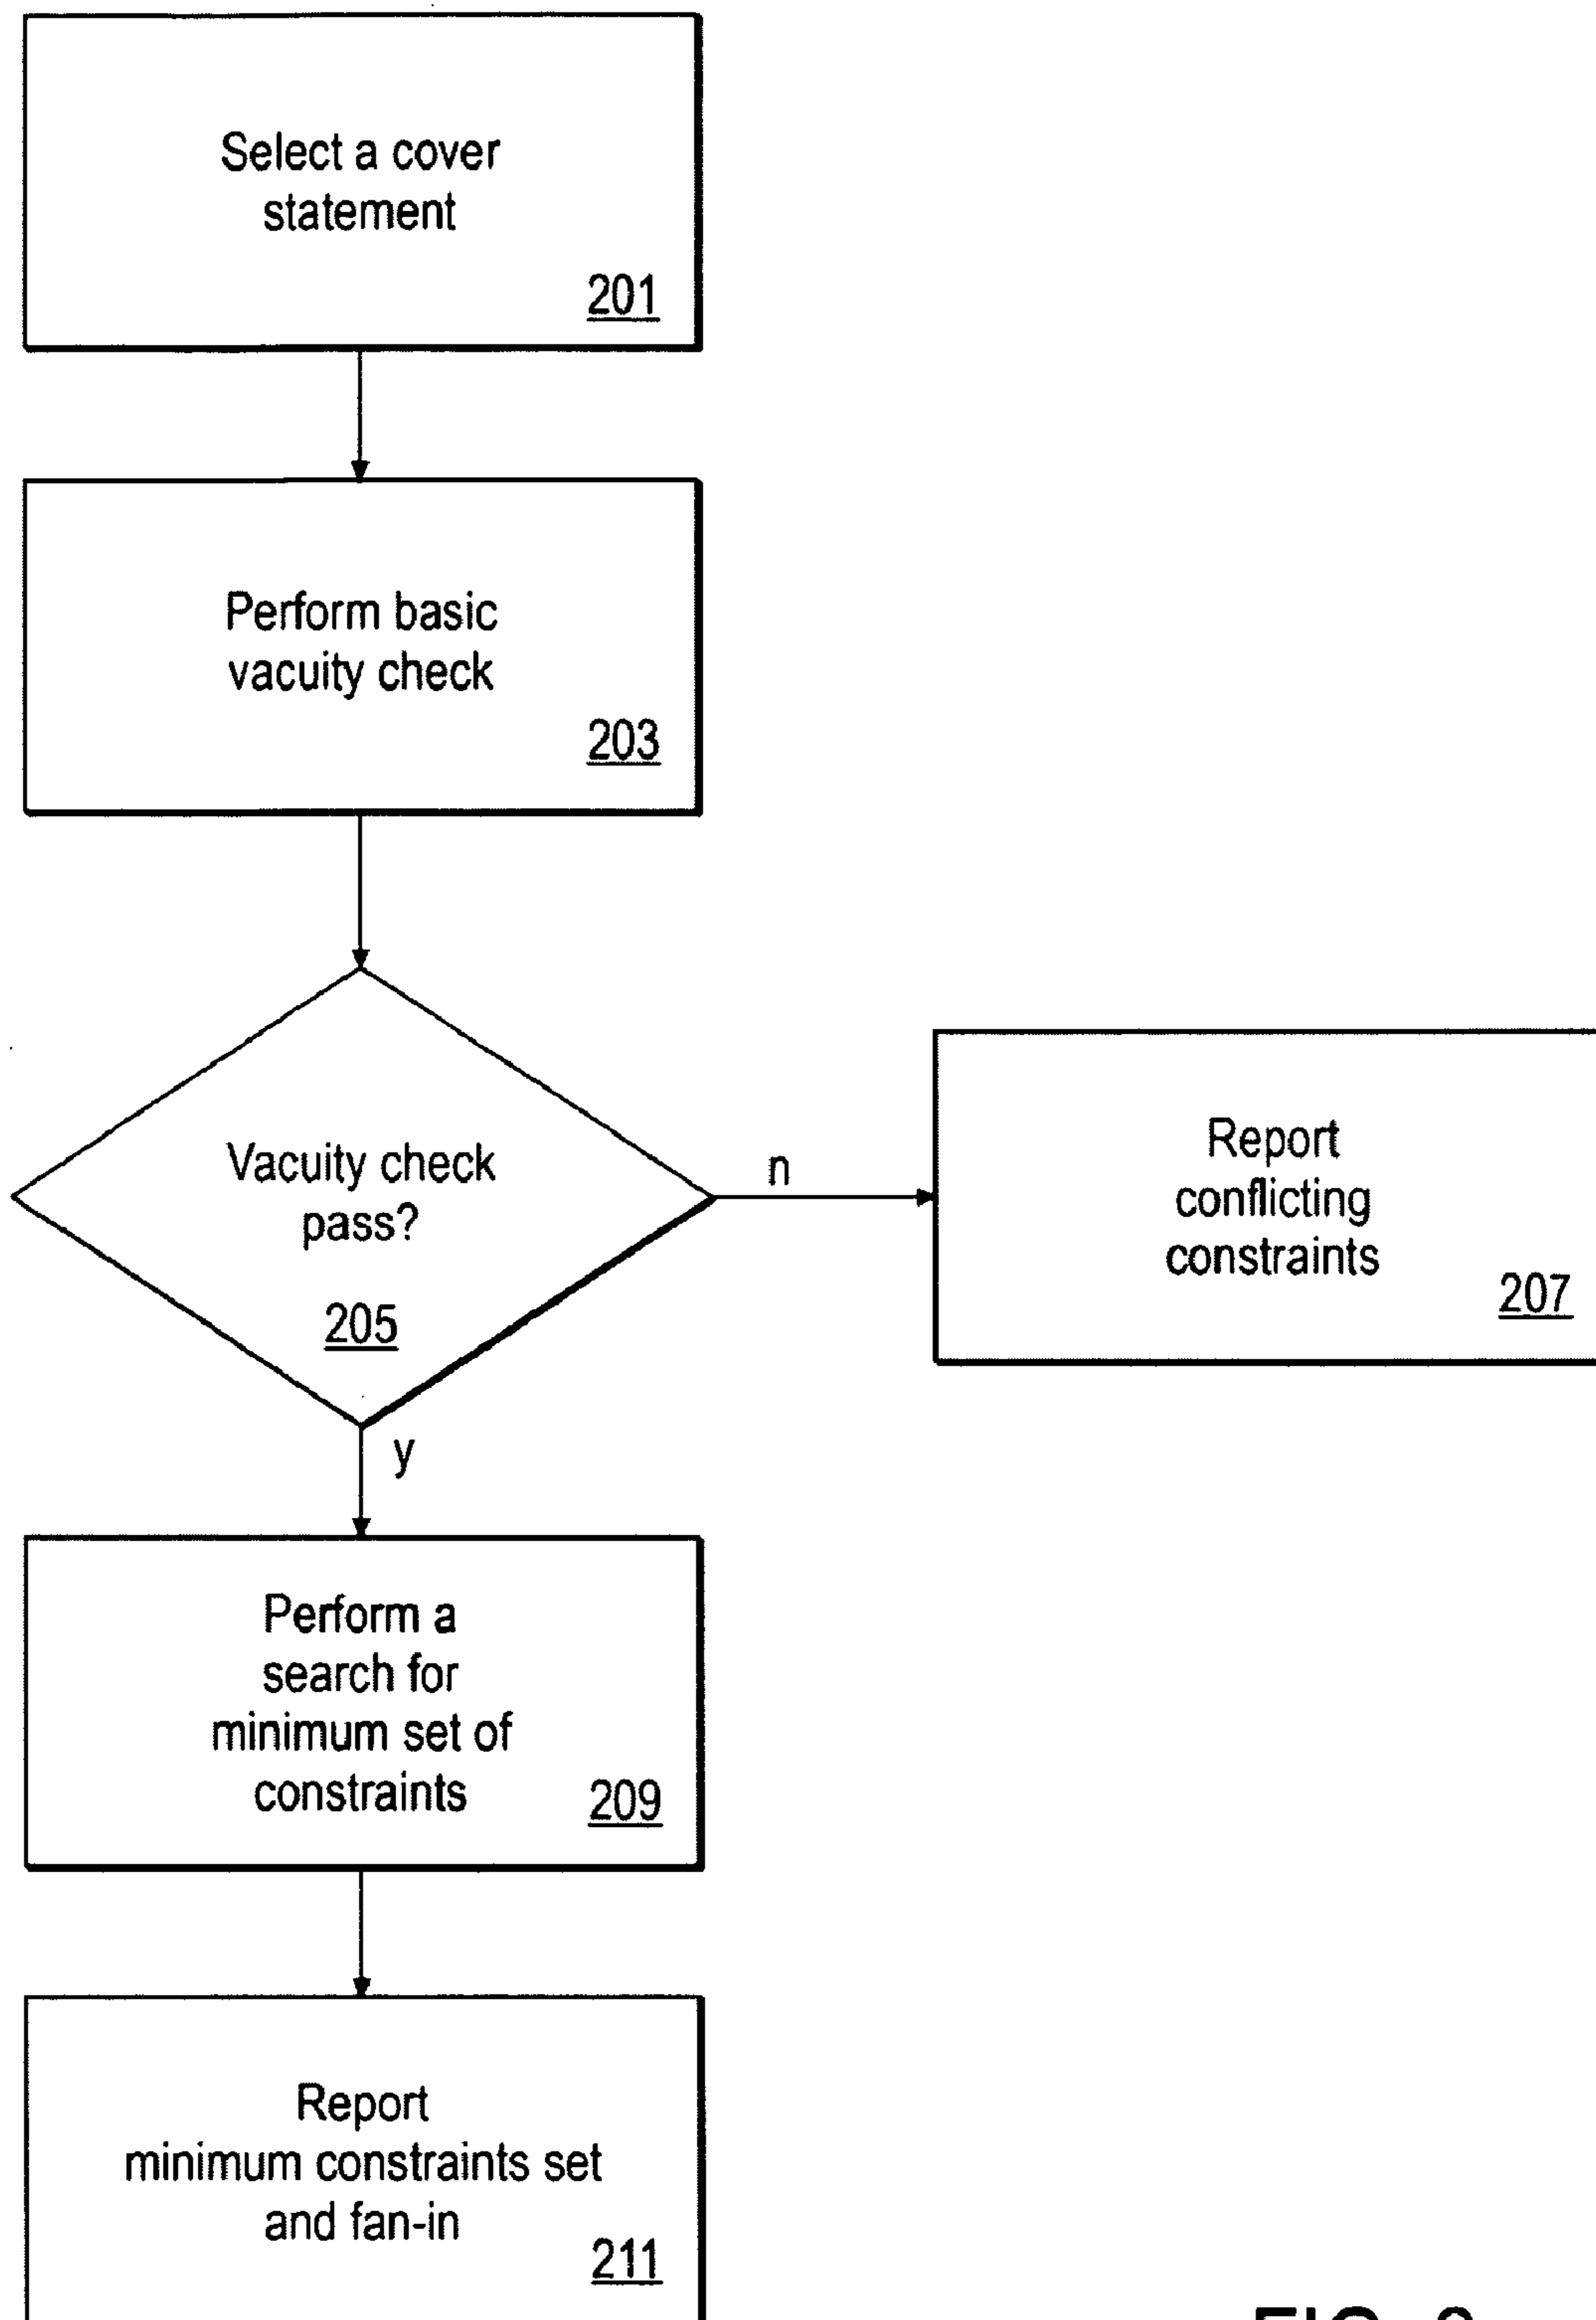 Select a cover
statement
201
Perform basic
vacuity check
203
Vacuity check
pass?
205
n
Report
conflicting
constraints
207
y
Perform a
search for
minimum set of
constraints
209
Report
minimum constraints set
and fan-in
211